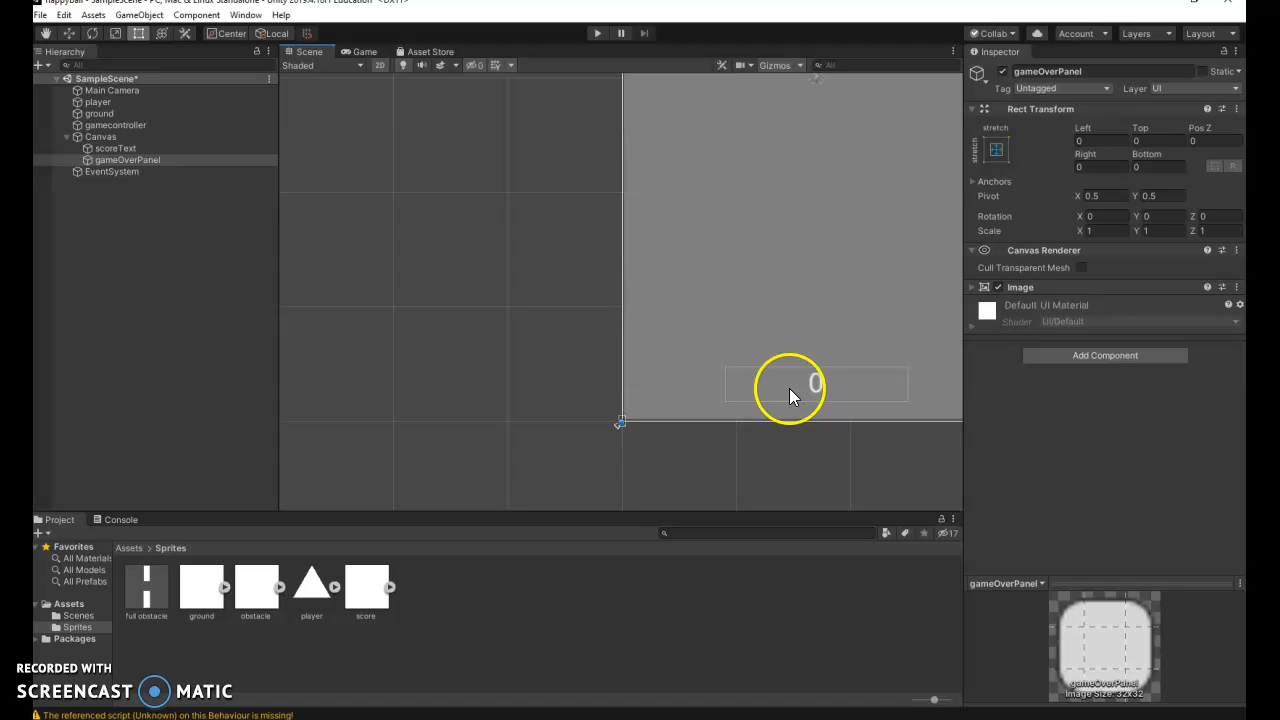 flappyball - SampleScene - PC, Mac & Linux Standalone - Unity 2019.4.18f1 Education* <DX11>
File Edit Assets GameObject Component Window Help
Center Local Collab Account Layers Layout
Hierarchy Scene Game Asset Store Inspector
All Shaded 2D 0 Gizmos All
gameOverPanel Static
SampleScene*
Tag Untagged Layer UI
Main Camera
player
ground
gamecontroller
Canvas
scoreText
gameOverPanel
EventSystem
Rect Transform
stretch Left Top Pos Z
stretch 0 0 0
Right Bottom
0 0 R
Anchors
Pivot X 0.5 Y 0.5
Rotation X 0 Y 0 Z 0
Scale X 1 Y 1 Z 1
Canvas Renderer
Cull Transparent Mesh
Image
Default UI Material
Shader UI/Default
Add Component
0
Project Console
17
Favorites
All Materials
All Models
All Prefabs
Assets
Scenes
Sprites
Packages
Assets > Sprites
full obstacle ground obstacle player score
gameOverPanel
gameOverPanel
Image Size: 32x32
RECORDED WITH
SCREENCAST MATIC
The referenced script (Unknown) on this Behaviour is missing!